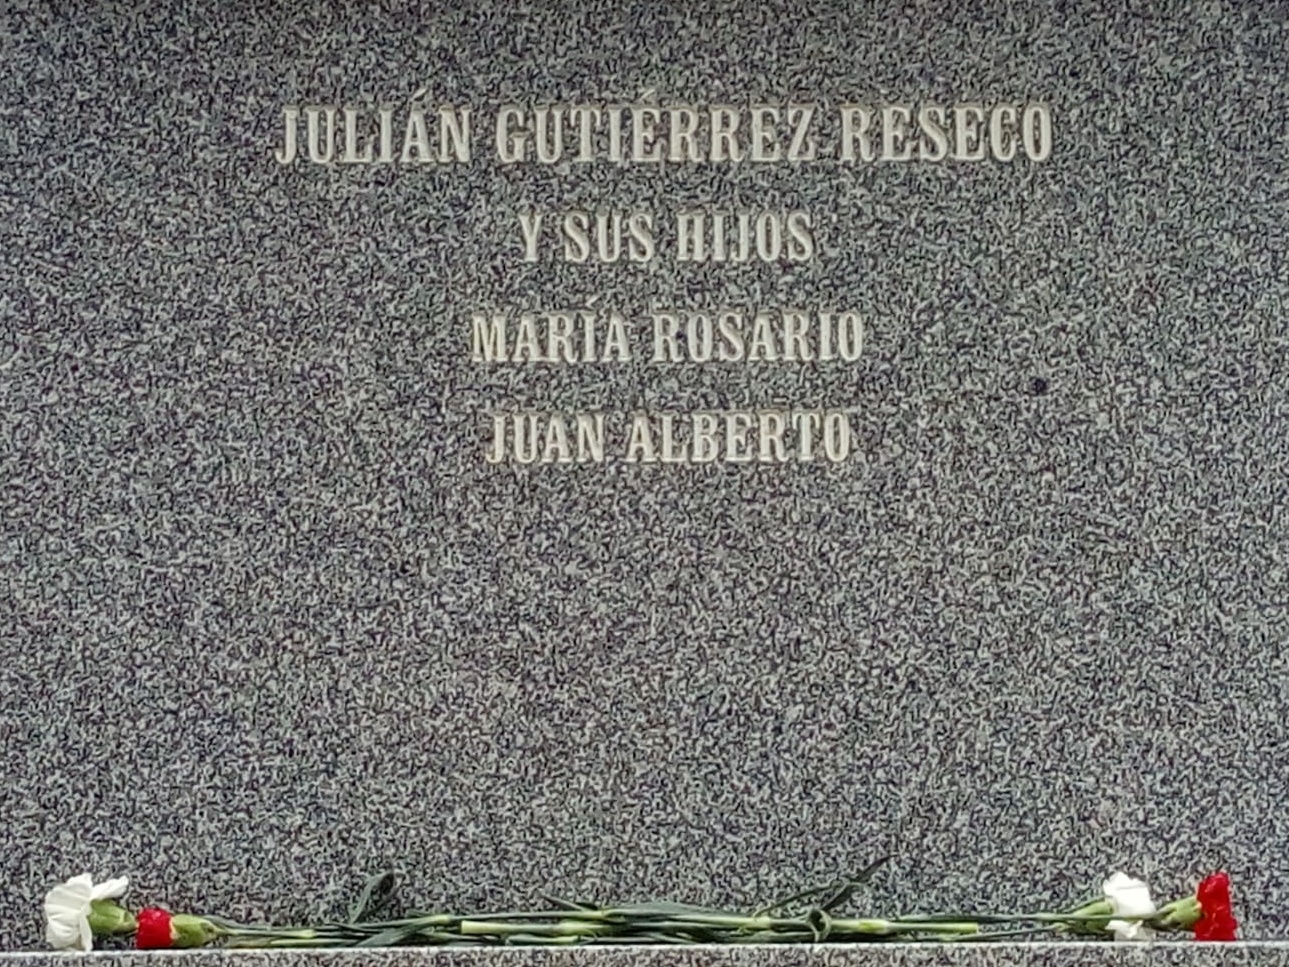 JULIÁN GUTIÉRREZ RESECO
Y SUS HIJOS
MARÍA ROSARIO
JUAN ALBERTO